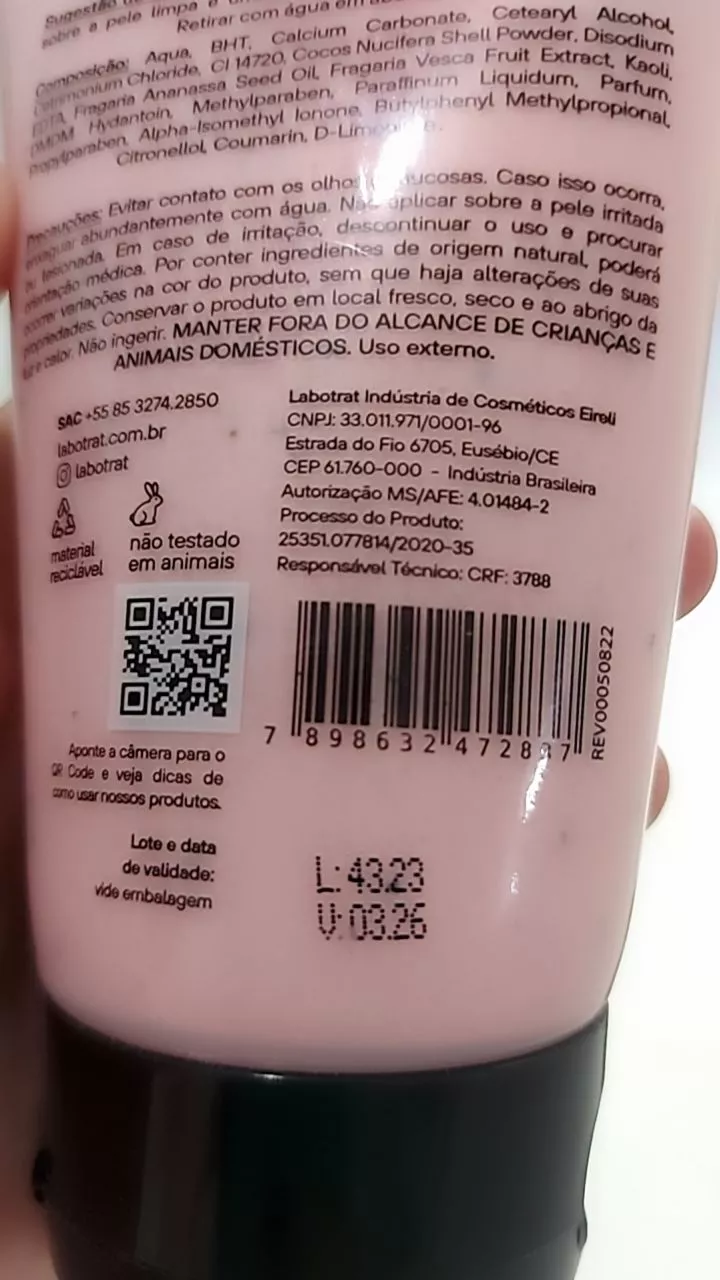 Sugestão de
sobre a pele limpa e
Retirar com água em
Composição: Aqua, BHT, Calcium Carbonate, Cetearyl Alcohol,
Cetrimonium Chloride, CI 14720, Cocos Nucifera Shell Powder, Disodium
EDTA, Fragaria Ananassa Seed Oil, Fragaria Vesca Fruit Extract, Kaoli,
DMDM Hydantoin, Methylparaben, Paraffinum Liquidum, Parfum,
Propylparaben, Alpha-Isomethyl Ionone, Butylphenyl Methylpropional,
Citronellol, Coumarin,
Precauções: Evitar contato com os olhos mucosas. Caso isso ocorra,
enxaguar abundantemente com água. Não aplicar sobre a pele irritada
ou lesionada. Em caso de irritação, descontinuar o uso e procurar
orientação médica. Por conter ingredientes de origem natural, poderá
ocorrer variações na cor do produto, sem que haja alterações de suas
propriedades. Conservar o produto em local fresco, seco e ao abrigo da
luz e calor. Não ingerir. MANTER FORA DO ALCANCE DE CRIANÇAS E
ANIMAIS DOMÉSTICOS. Uso externo.
SAC +55 85 3274.2850
labotrat.com.br
labotrat
material
reciclável
não testado
em animais
Aponte a câmera para o
QR Code e veja dicas de
como usar nossos produtos.
Lote e data
de validade:
vide embalagem
Labotrat Indústria de Cosméticos Eireli
CNPJ: 33.011.971/0001-96
Estrada do Fio 6705, Eusébio/CE
CEP 61.760-000 - Indústria Brasileira
Autorização MS/AFE: 4.01484-2
Processo do Produto:
25351.077814/2020-35
Responsável Técnico: CRF: 3788
REV00050822
L:4323
V:03.26